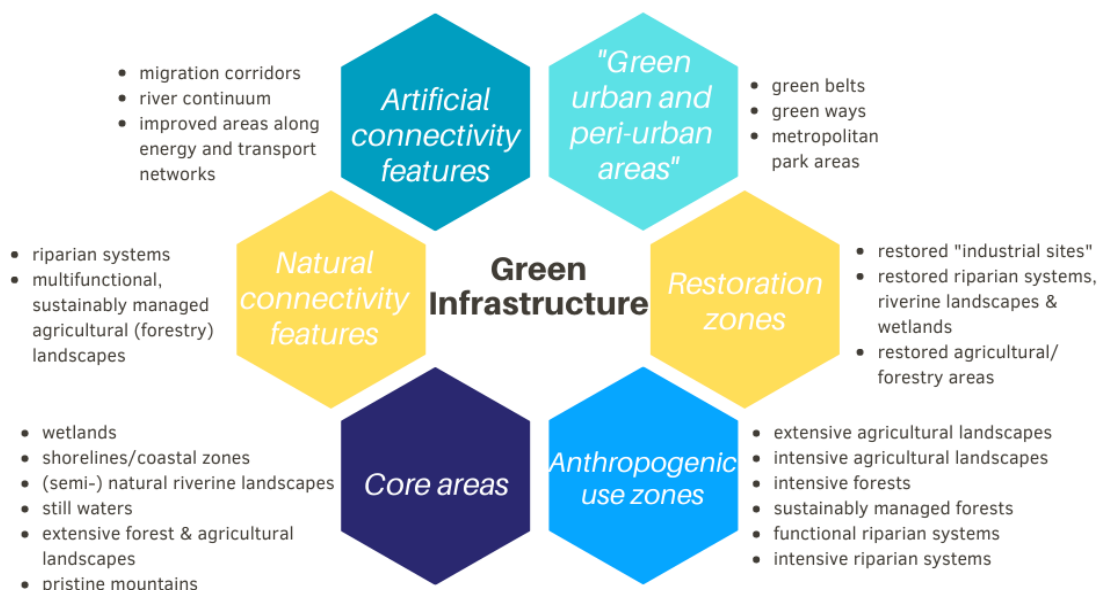 Green
Infrastructure
Artificial
connectivity
features
• migration corridors
• river continuum
• improved areas along
energy and transport
networks
"Green
urban and
peri-urban
areas"
• green belts
• green ways
• metropolitan
park areas
Natural
connectivity
features
• riparian systems
• multifunctional,
sustainably managed
agricultural (forestry)
landscapes
Restoration
zones
• restored "industrial sites"
• restored riparian systems,
riverine landscapes &
wetlands
• restored agricultural/
forestry areas
Core areas
• wetlands
• shorelines/coastal zones
• (semi-) natural riverine landscapes
• still waters
• extensive forest & agricultural
landscapes
• pristine mountains
Anthropogenic
use zones
• extensive agricultural landscapes
• intensive agricultural landscapes
• intensive forests
• sustainably managed forests
• functional riparian systems
• intensive riparian systems